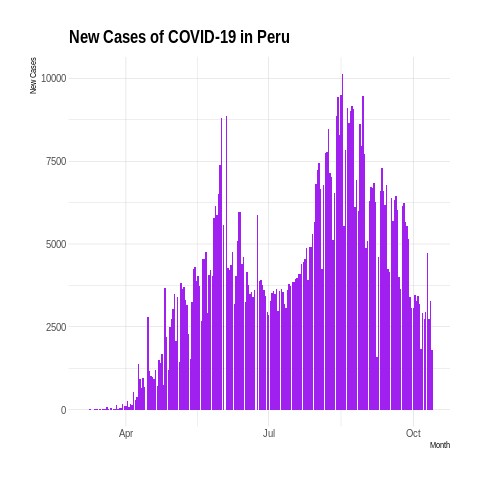 New Cases of COVID-19 in Peru
New Cases
10000
7500
5000
2500
0
Apr
Jul
Oct
Month